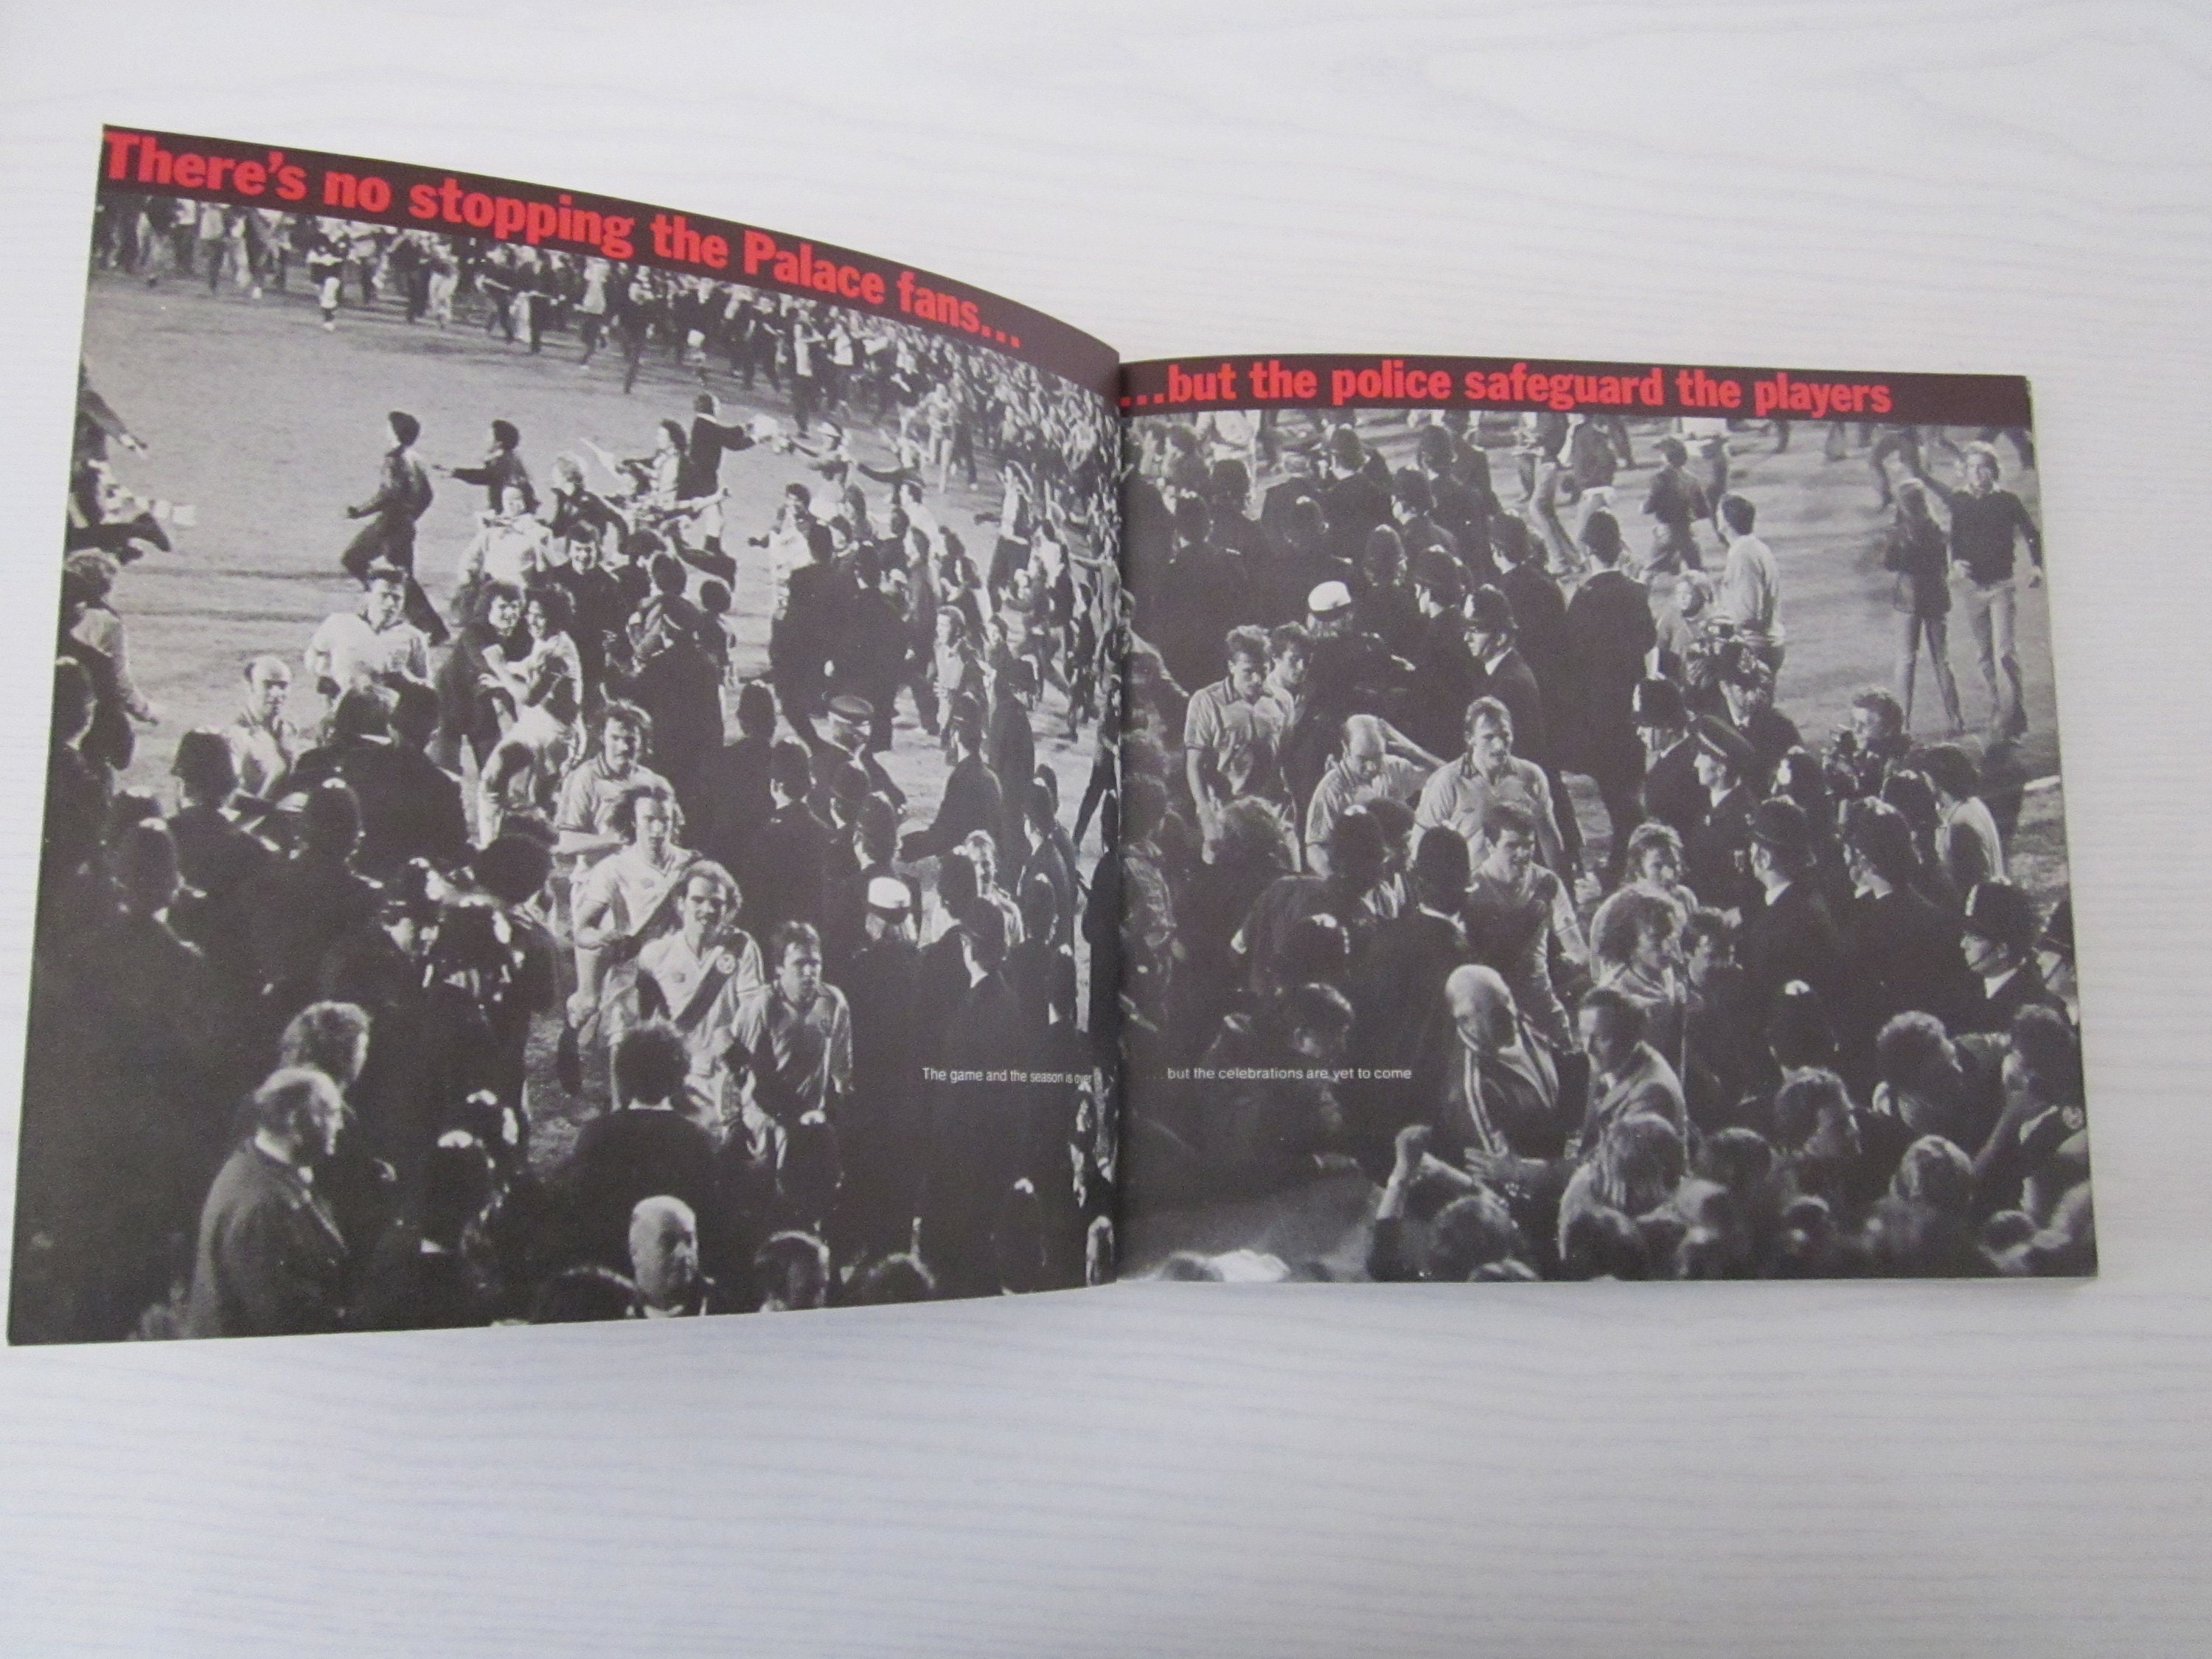 There's no stopping the Palace fans...
...but the police safeguard the players
The game and the season is over
...but the celebrations are yet to come